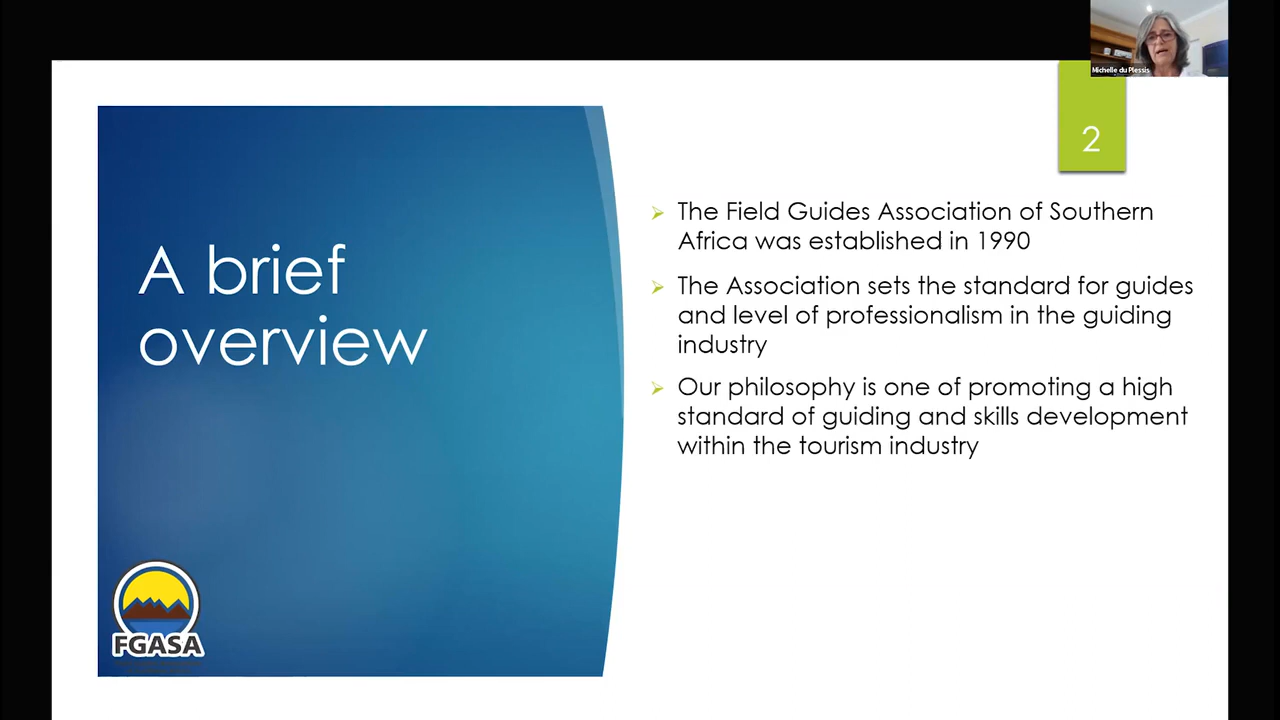 Michelle du Plessis
2
A brief
overview
The Field Guides Association of Southern
Africa was established in 1990
The Association sets the standard for guides
and level of professionalism in the guiding
industry
Our philosophy is one of promoting a high
standard of guiding and skills development
within the tourism industry
FGASA